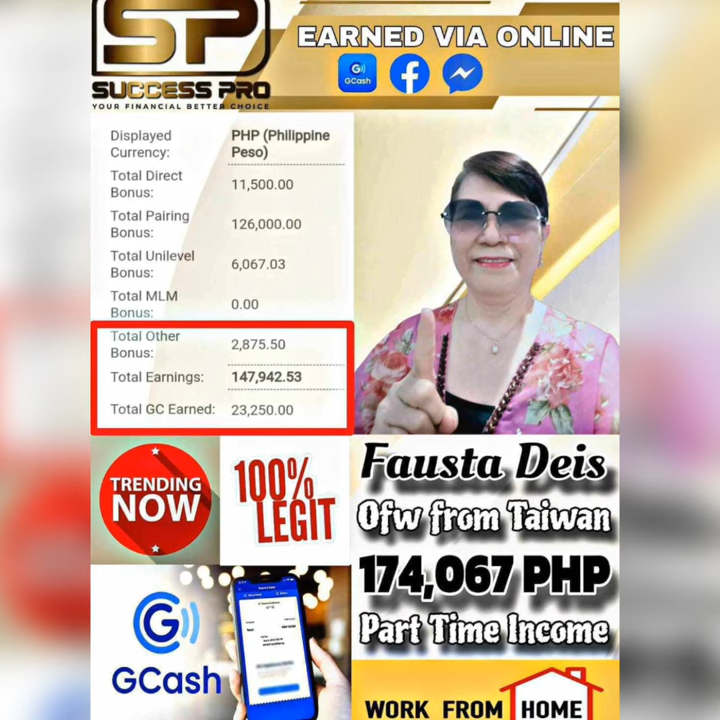 SP
SUCCESS PRO
YOUR FINANCIAL BETTER CHOICE
EARNED VIA ONLINE
GCash
Displayed Currency: PHP (Philippine Peso)
Total Direct Bonus: 11,500.00
Total Pairing Bonus: 126,000.00
Total Unilevel Bonus: 6,067.03
Total MLM Bonus: 0.00
Total Other Bonus: 2,875.50
Total Earnings: 147,942.53
Total GC Earned: 23,250.00
TRENDING
NOW
100%
LEGIT
Fausta Deis
Ofw from Taiwan
174,067 PHP
Part Time Income
GCash
WORK FROM HOME